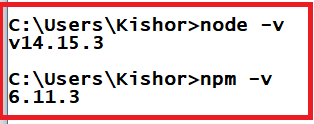 C:\Users\Kishor>node -v
v14.15.3
C:\Users\Kishor>npm -v
6.11.3